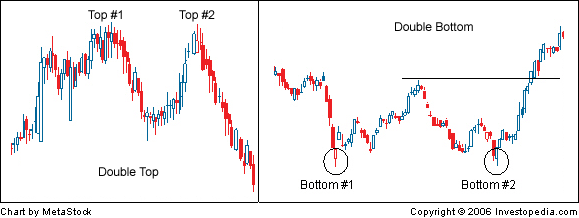 Top #1
Top #2
Double Top
Double Bottom
Bottom #1
Bottom #2
Chart by MetaStock
Copyright © 2006 Investopedia.com